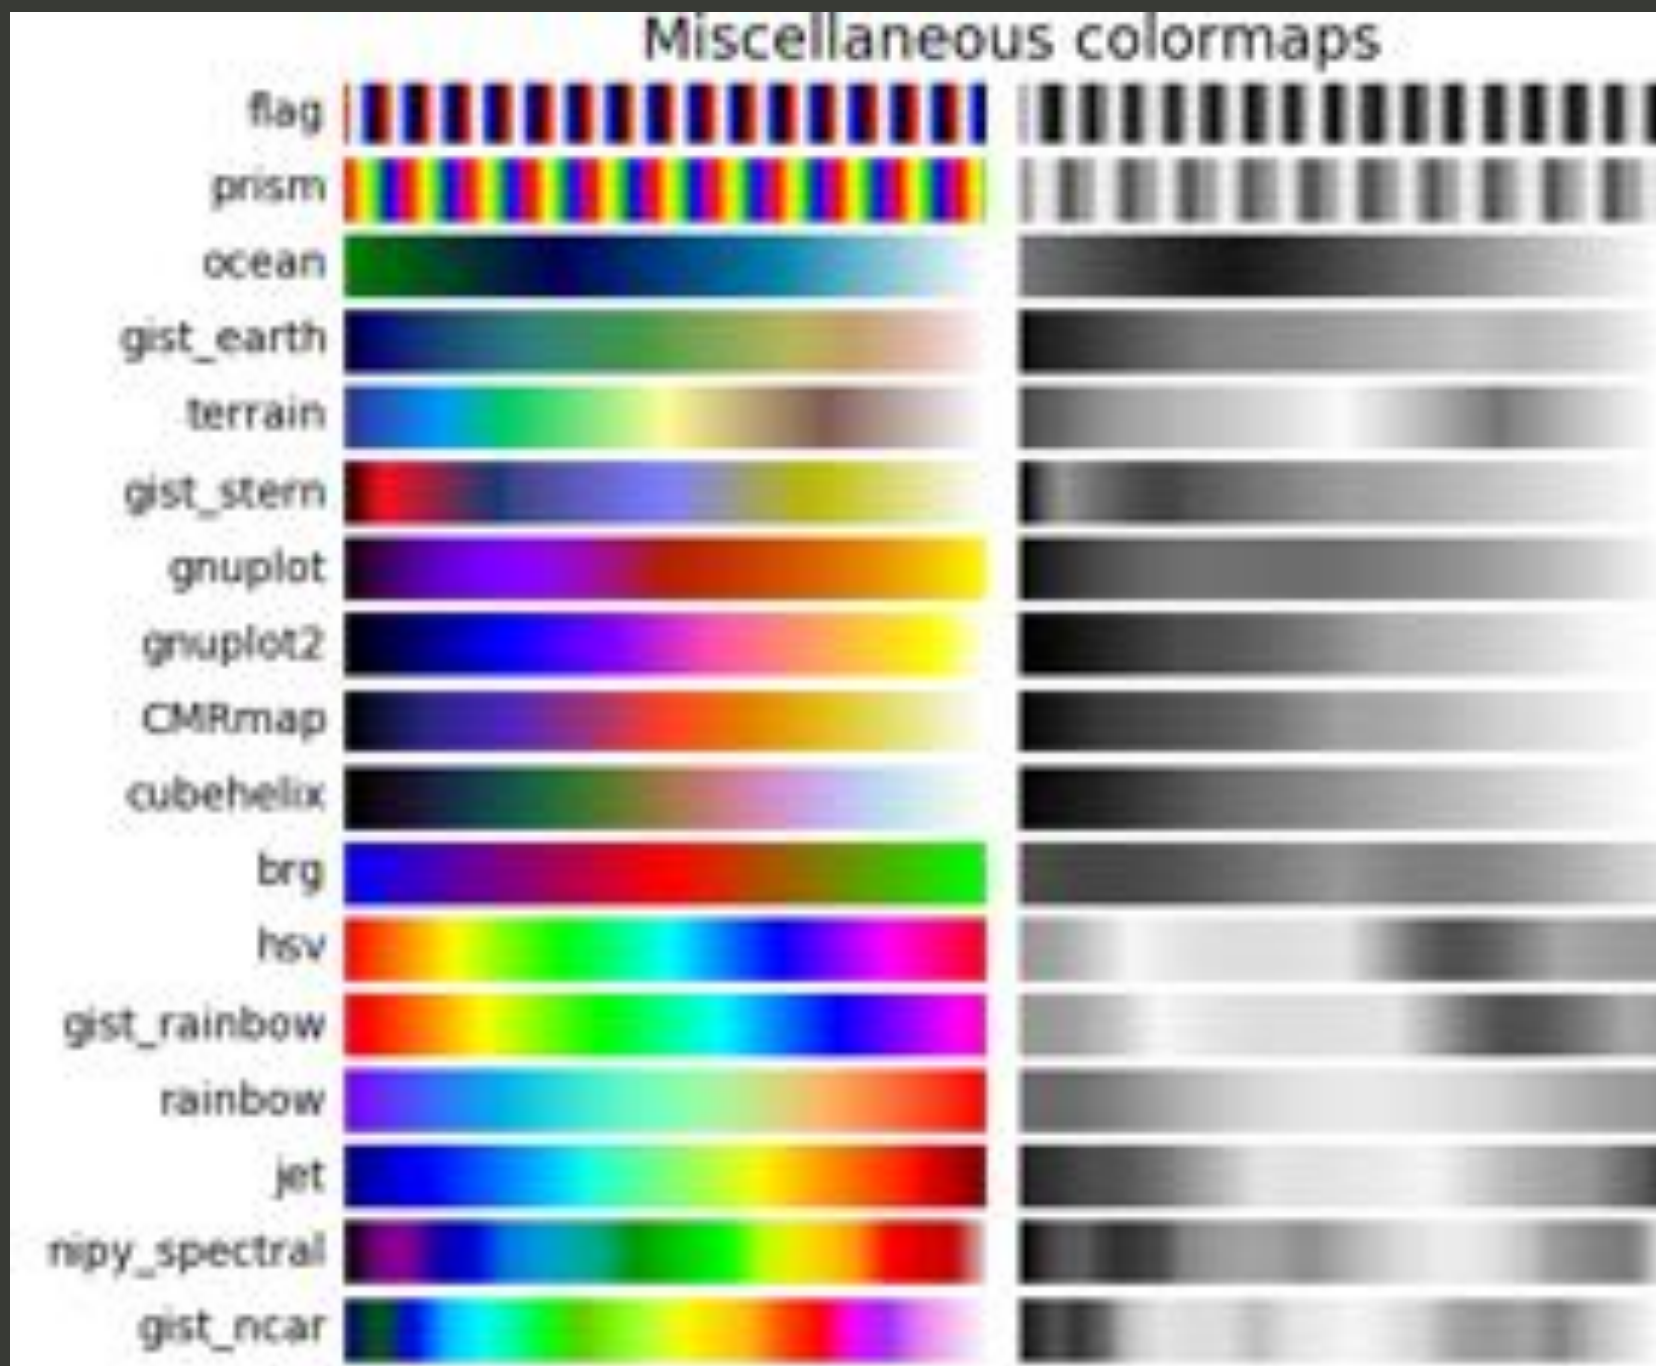 Miscellaneous colormaps
flag
prism
ocean
gist_earth
terrain
gist_stern
gnuplot
gnuplot2
CMRmap
cubehelix
brg
hsv
gist_rainbow
rainbow
jet
nipy_spectral
gist_ncar